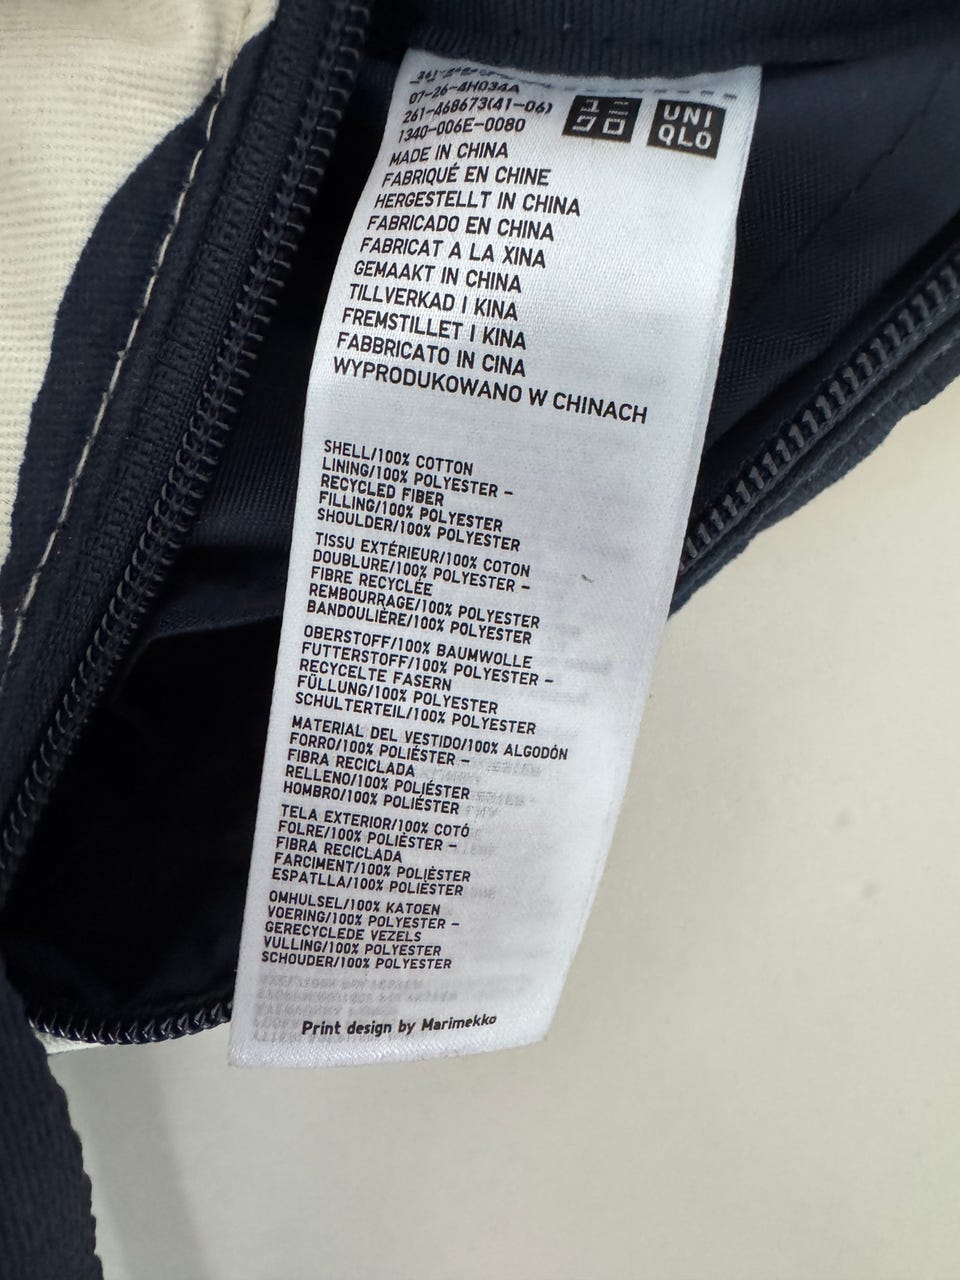 07-26-4H034A
261-468673(41-06)
1340-006E-0080
UNI
QLO
MADE IN CHINA
FABRIQUÉ EN CHINE
HERGESTELLT IN CHINA
FABRICADO EN CHINA
FABRICAT A LA XINA
GEMAAKT IN CHINA
TILLVERKAD I KINA
FREMSTILLET I KINA
FABBRICATO IN CINA
WYPRODUKOWANO W CHINACH
SHELL/100% COTTON
LINING/100% POLYESTER -
RECYCLED FIBER
FILLING/100% POLYESTER
SHOULDER/100% POLYESTER
TISSU EXTÉRIEUR/100% COTON
DOUBLURE/100% POLYESTER -
FIBRE RECYCLÉE
REMBOURRAGE/100% POLYESTER
BANDOULIÈRE/100% POLYESTER
OBERSTOFF/100% BAUMWOLLE
FUTTERSTOFF/100% POLYESTER -
RECYCELTE FASERN
FÜLLUNG/100% POLYESTER
SCHULTERTEIL/100% POLYESTER
MATERIAL DEL VESTIDO/100% ALGODÓN
FORRO/100% POLIÉSTER -
FIBRA RECICLADA
RELLENO/100% POLIÉSTER
HOMBRO/100% POLIÉSTER
TELA EXTERIOR/100% COTÓ
FOLRE/100% POLIÈSTER -
FIBRA RECICLADA
FARCIMENT/100% POLIÈSTER
ESPATLLA/100% POLIÈSTER
OMHULSEL/100% KATOEN
VOERING/100% POLYESTER -
GERECYCLEDE VEZELS
VULLING/100% POLYESTER
SCHOUDER/100% POLYESTER
Print design by Marimekko